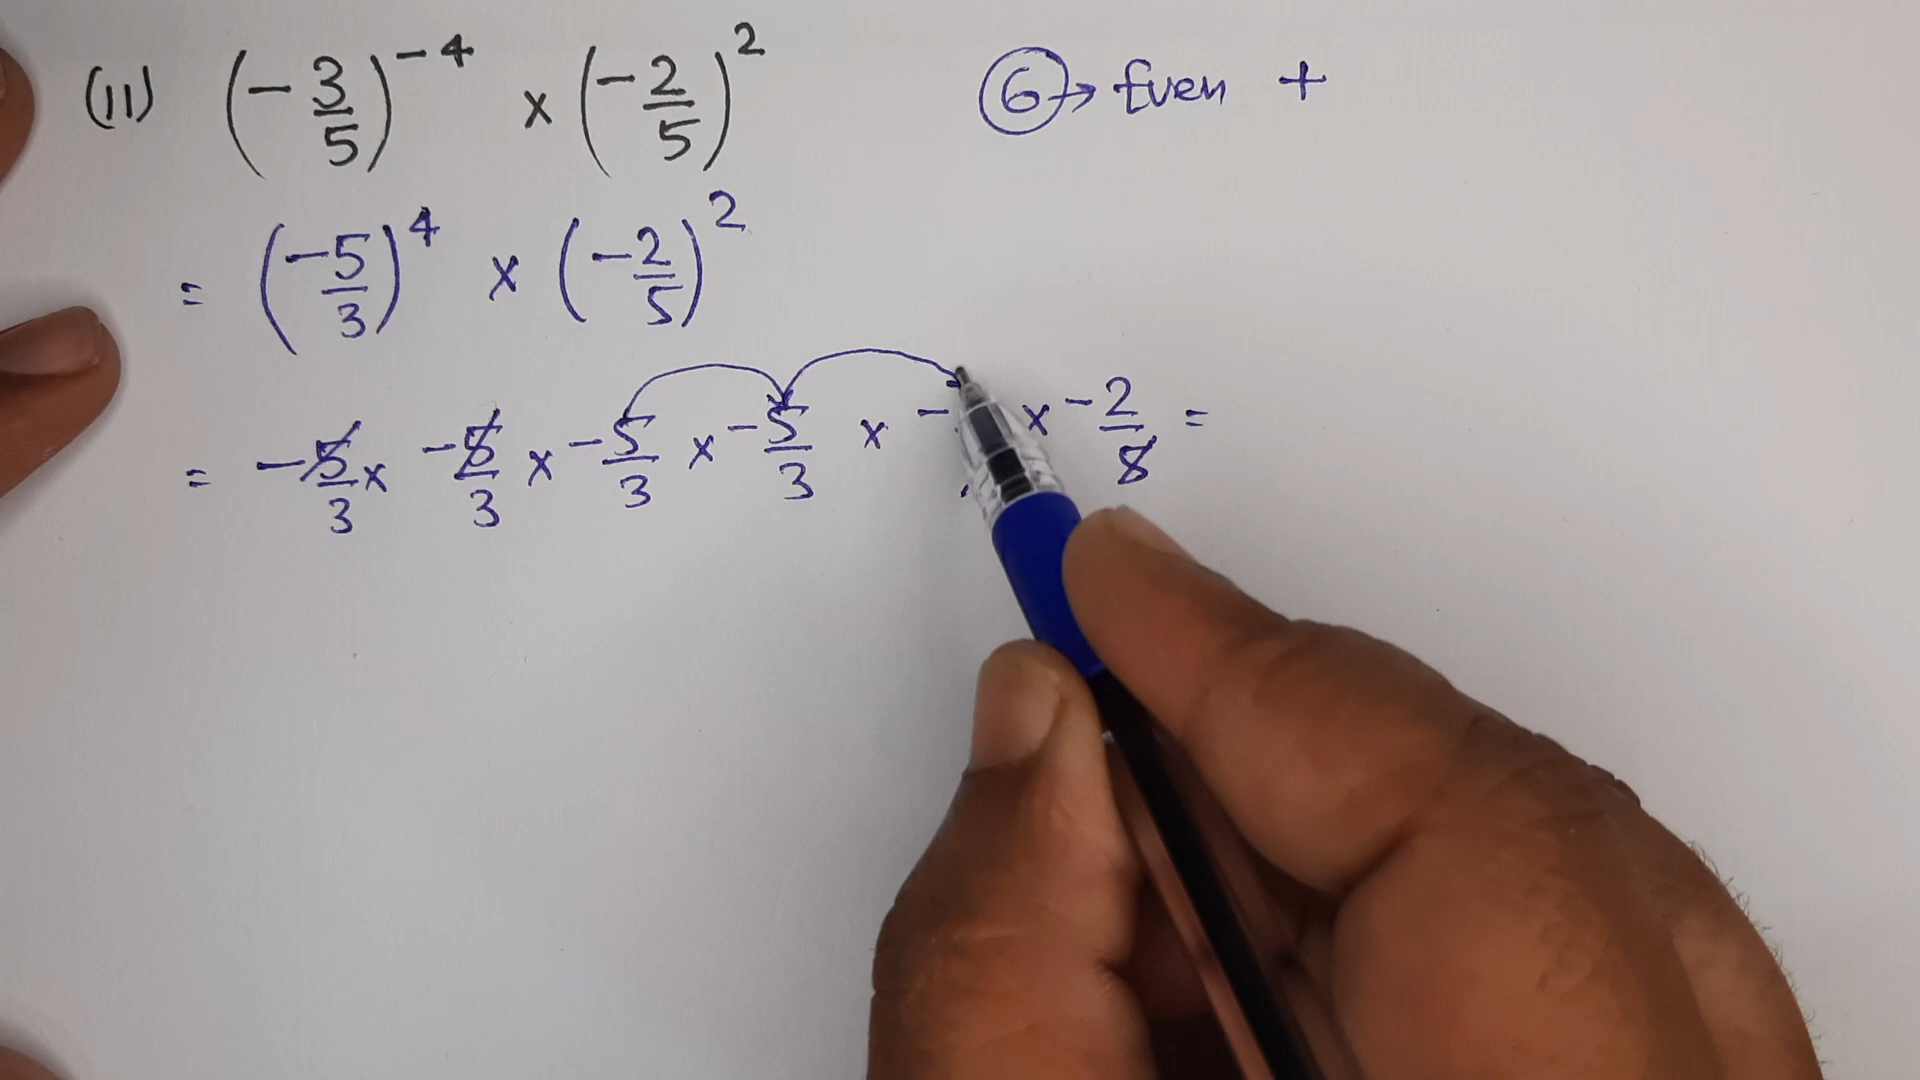 (11) (-3/5)^-4 x (-2/5)^2 6 → Even +
= (-5/3)^4 x (-2/5)^2
= -5/3 x -5/3 x -5/3 x -5/3 x - x -2/5 =